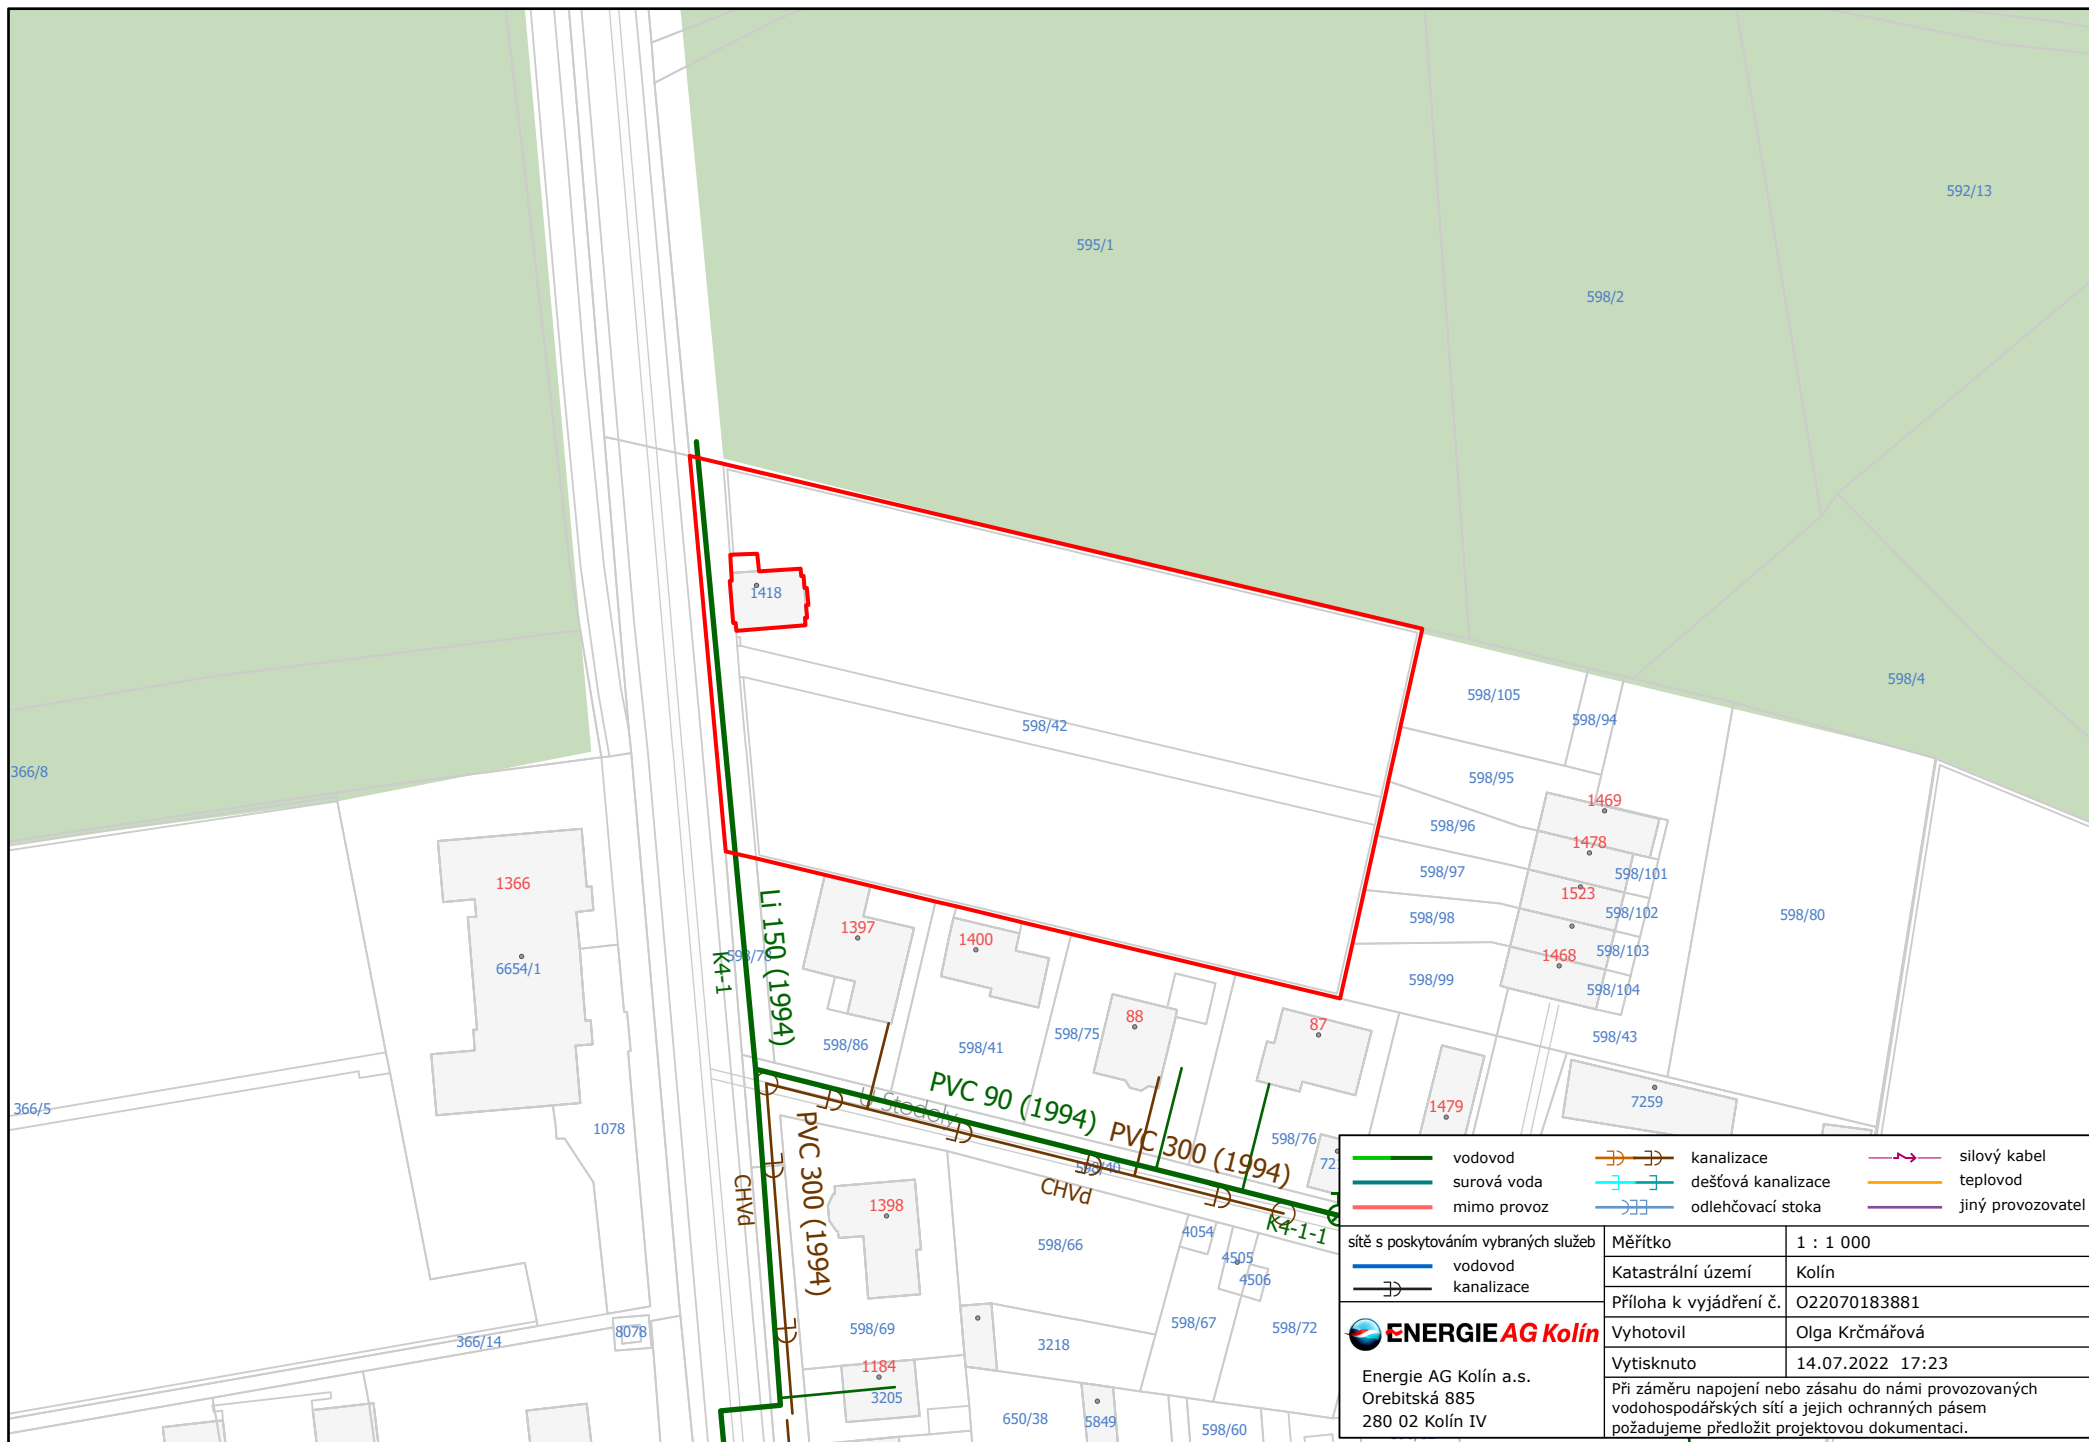 592/13
595/1
598/2
1418
598/4
598/105
598/94
598/42
366/8
598/95
1469
598/96
1478
598/97
598/101
1366
1523
598/102
598/80
598/98
1397
1400
598/103
1468
6654/1
598/99
598/104
Li 150 (1994)
K4-1
88
87
598/75
598/43
598/86
598/41
PVC 90 (1994)
U Stodoly
366/5
1078
1479
7259
PVC 300 (1994)
598/76
598/40
PVC 300 (1994)
CHVd
CHVd
1398
K4-1-1
4054
598/66
4505
4506
598/69
598/67
598/72
8078
366/14
3218
1184
3205
650/38
5849
598/60
vodovod
kanalizace
silový kabel
surová voda
dešťová kanalizace
teplovod
mimo provoz
odlehčovací stoka
jiný provozovatel
sítě s poskytováním vybraných služeb
vodovod
kanalizace
Měřítko 1 : 1 000
Katastrální území Kolín
Příloha k vyjádření č. O22070183881
Vyhotovil Olga Krčmářová
Vytisknuto 14.07.2022 17:23
ENERGIE AG Kolín
Energie AG Kolín a.s.
Orebitská 885
280 02 Kolín IV
Při záměru napojení nebo zásahu do námi provozovaných
vodohospodářských sítí a jejich ochranných pásem
požadujeme předložit projektovou dokumentaci.